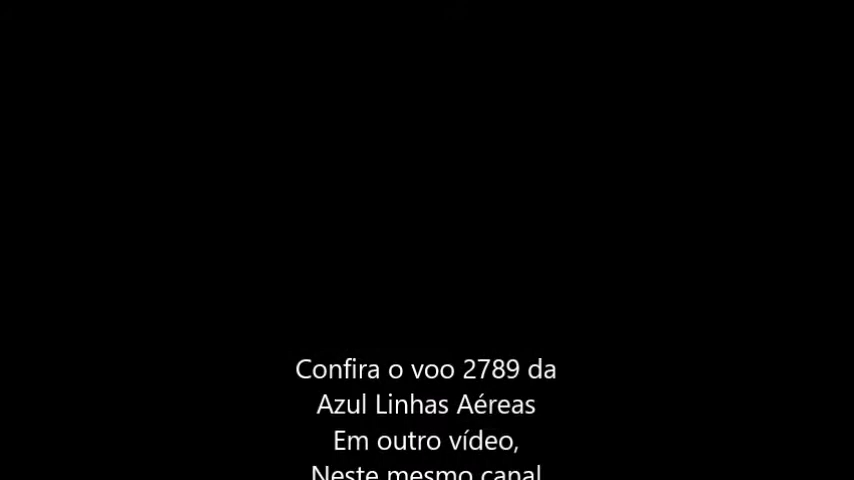 Confira o voo 2789 da
Azul Linhas Aéreas
Em outro vídeo,
Neste mesmo canal